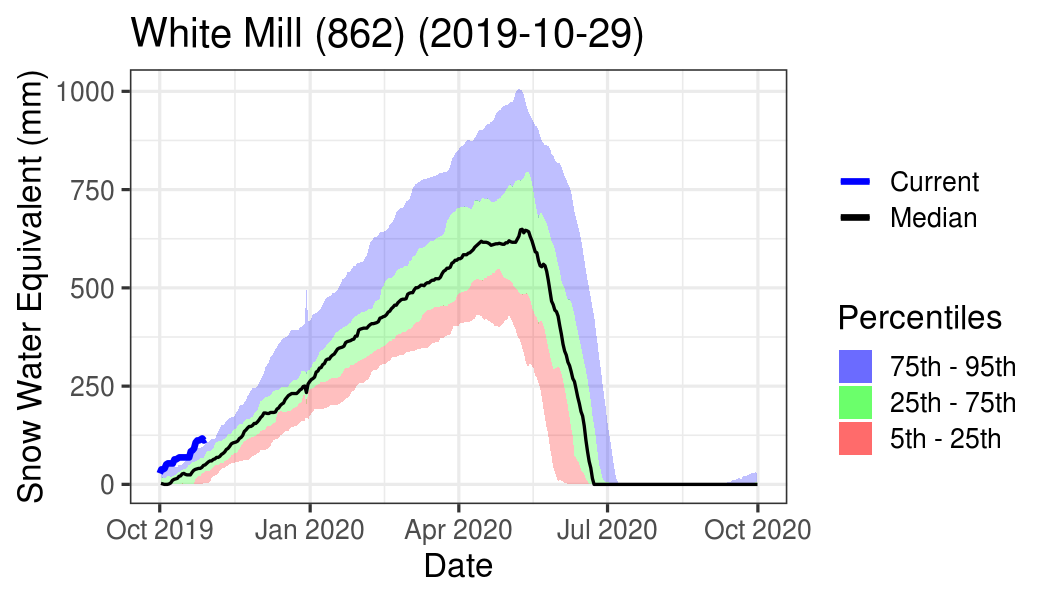 White Mill (862) (2019-10-29)
Snow Water Equivalent (mm)
1000
750
500
250
0
Oct 2019
Jan 2020
Apr 2020
Jul 2020
Oct 2020
Date
Current
Median
Percentiles
75th - 95th
25th - 75th
5th - 25th